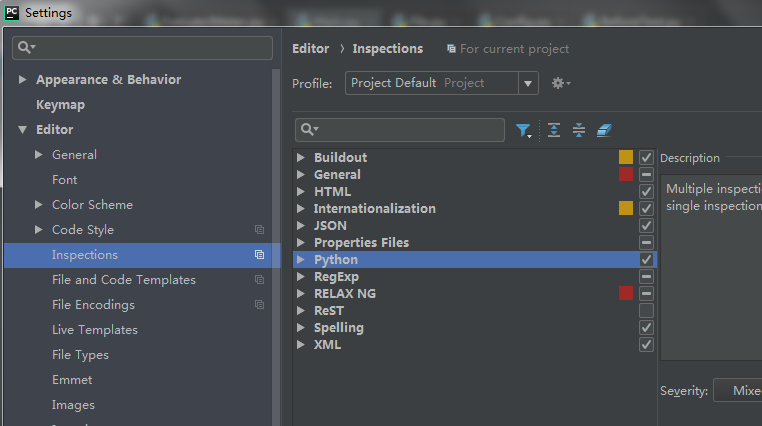 PC Settings
Appearance & Behavior
Keymap
Editor
General
Font
Color Scheme
Code Style
Inspections
File and Code Templates
File Encodings
Live Templates
File Types
Emmet
Images
Editor › Inspections For current project
Profile: Project Default Project
Buildout
General
HTML
Internationalization
JSON
Properties Files
Python
RegExp
RELAX NG
ReST
Spelling
XML
Description
Multiple inspecti
single inspection
Severity: Mixe